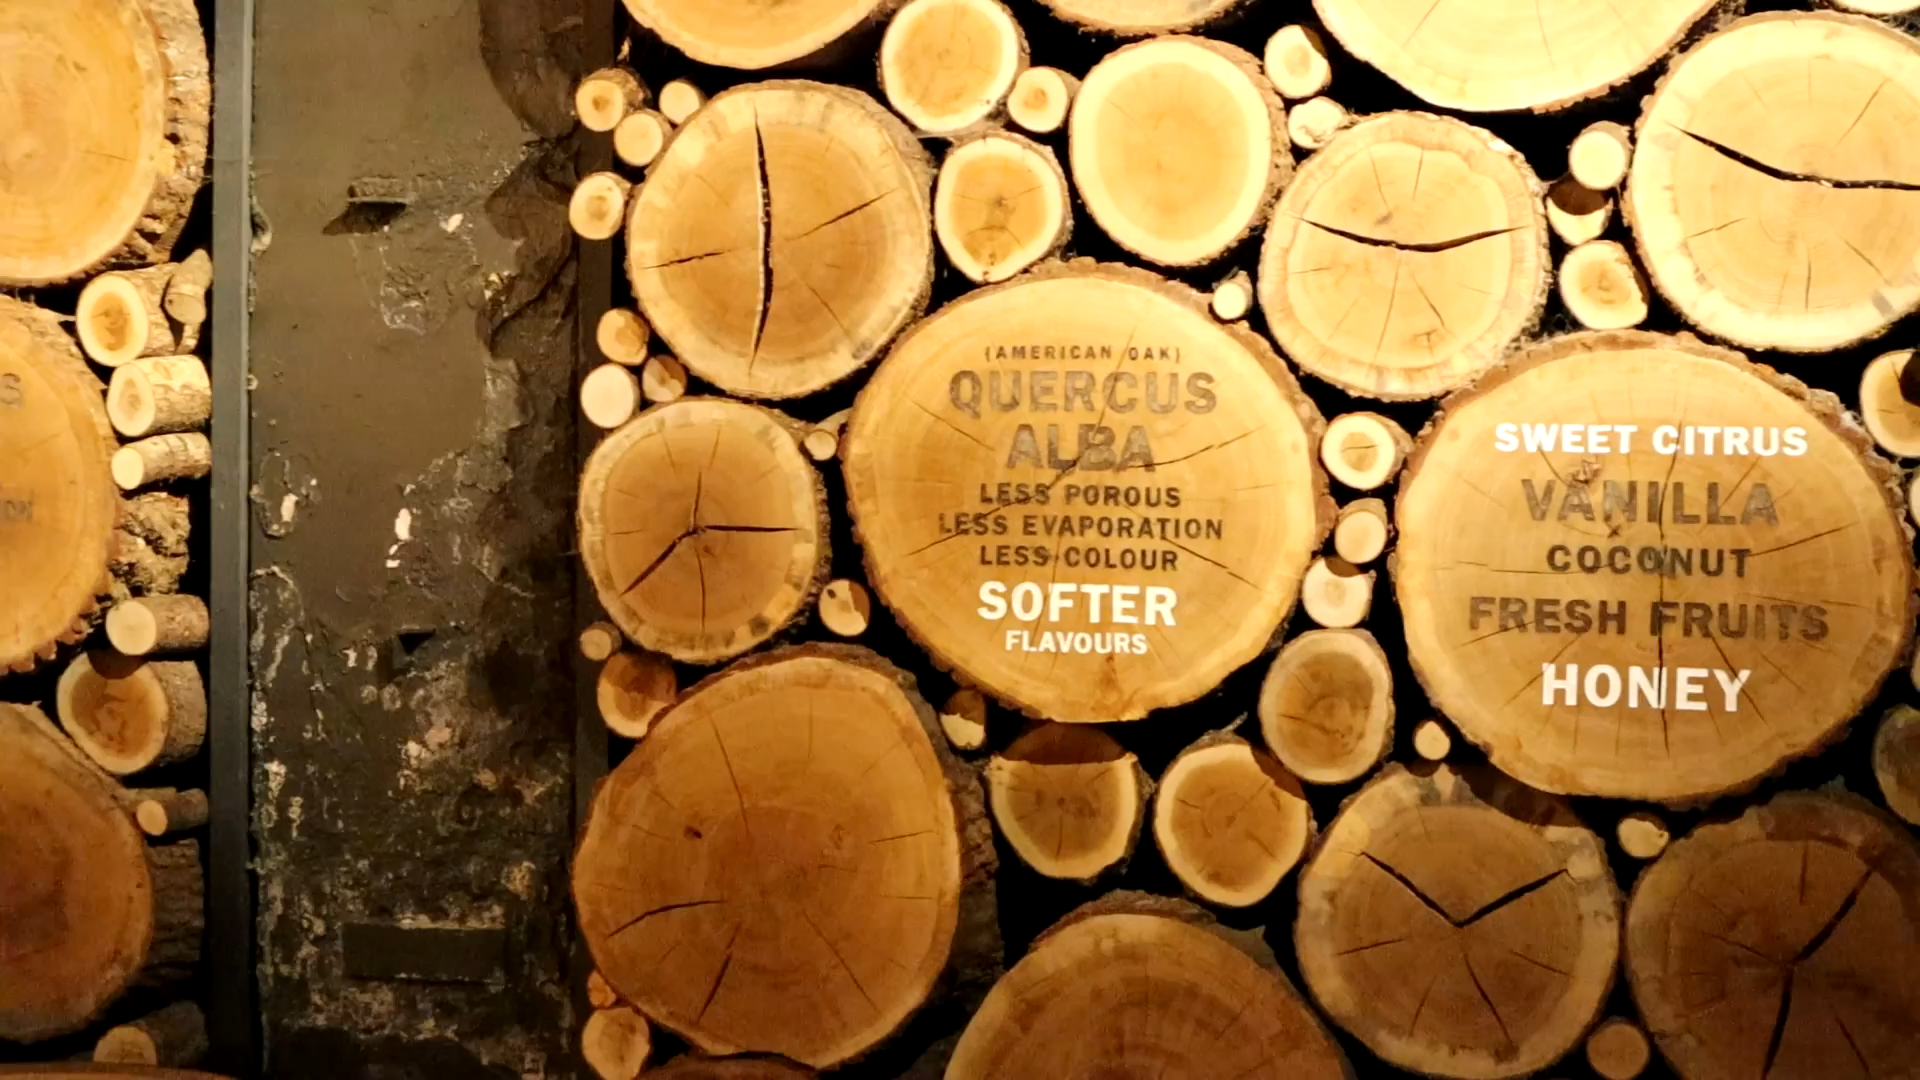 (AMERICAN OAK)
QUERCUS
ALBA
LESS POROUS
LESS EVAPORATION
LESS COLOUR
SOFTER
FLAVOURS
SWEET CITRUS
VANILLA
COCONUT
FRESH FRUITS
HONEY